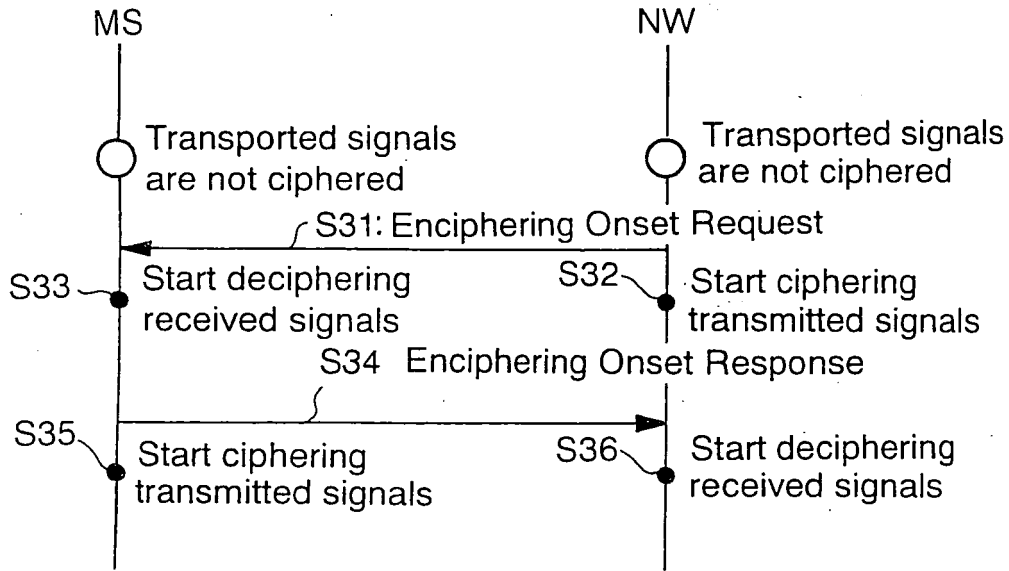 MS
NW
Transported signals
are not ciphered
Transported signals
are not ciphered
S31: Enciphering Onset Request
S33
Start deciphering
received signals
S32
Start ciphering
transmitted signals
S34 Enciphering Onset Response
S35
Start ciphering
transmitted signals
S36
Start deciphering
received signals